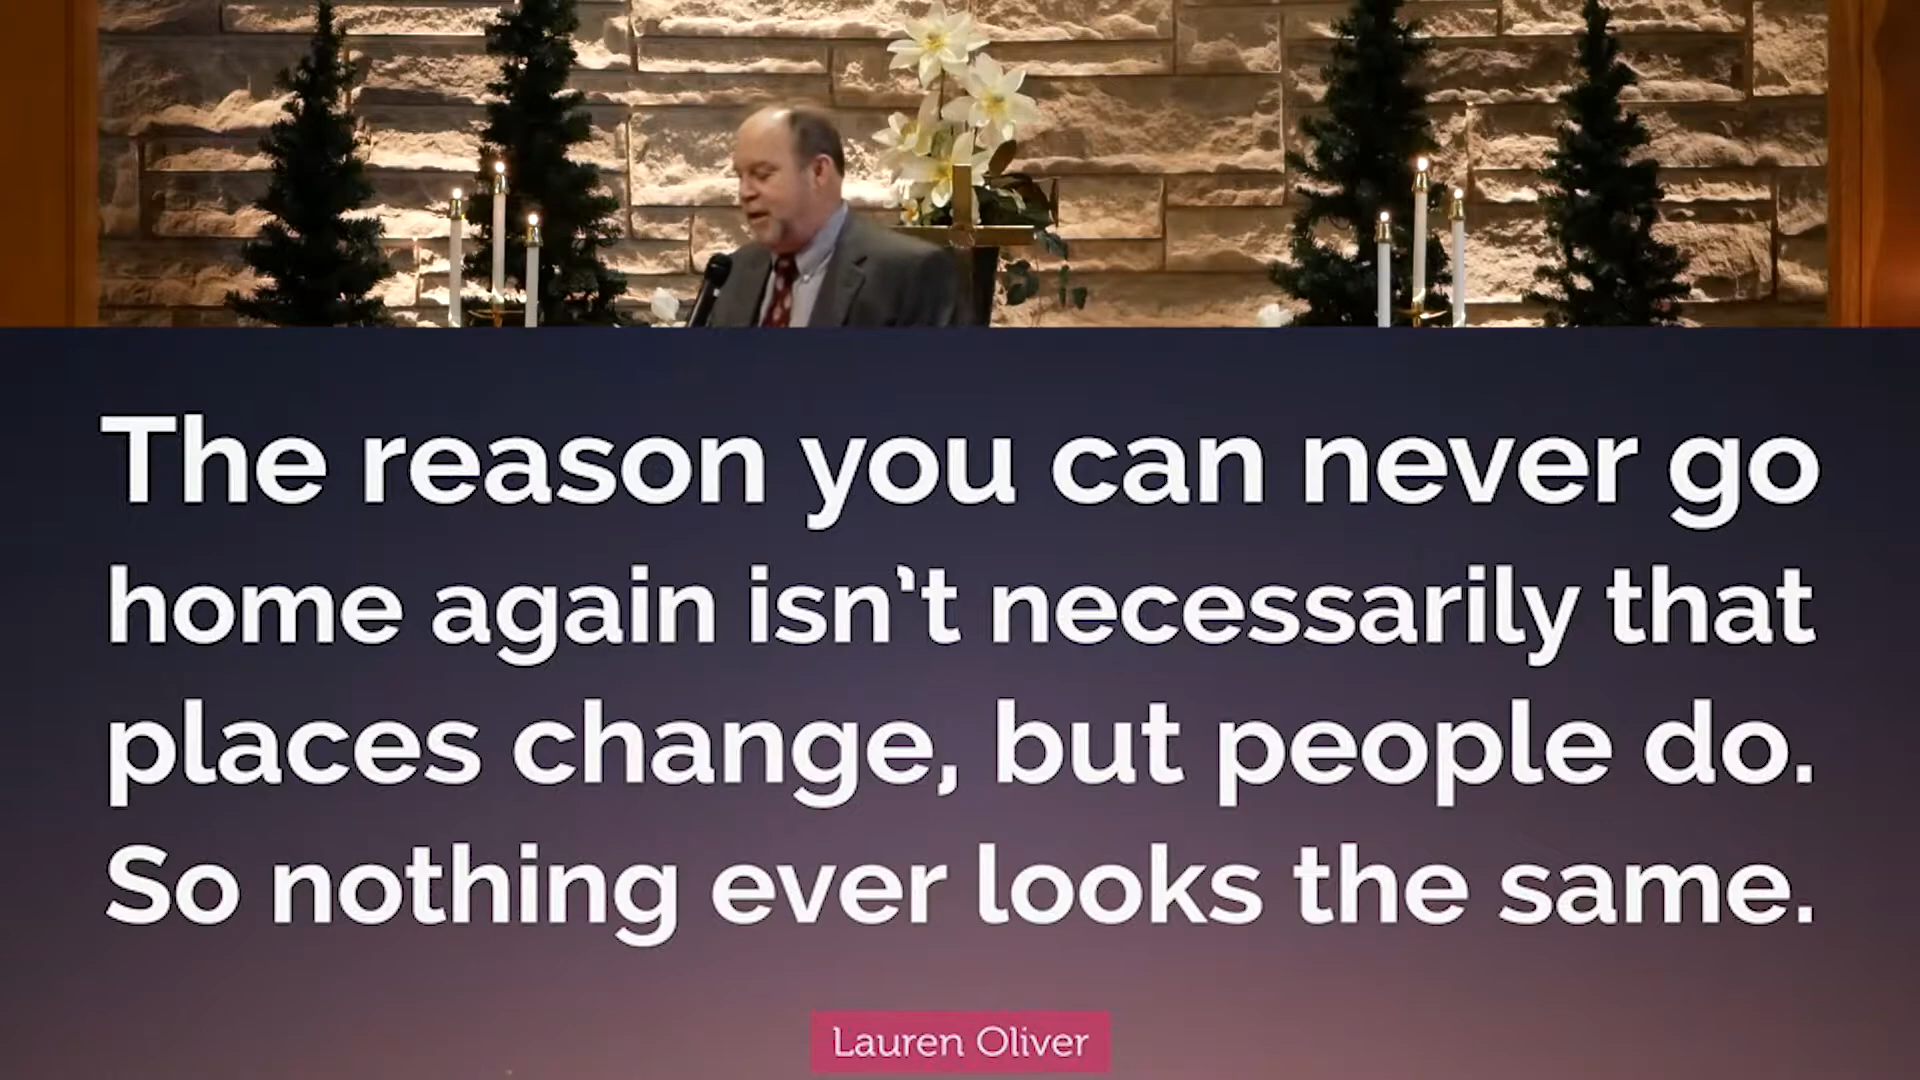 The reason you can never go
home again isn’t necessarily that
places change, but people do.
So nothing ever looks the same.
Lauren Oliver